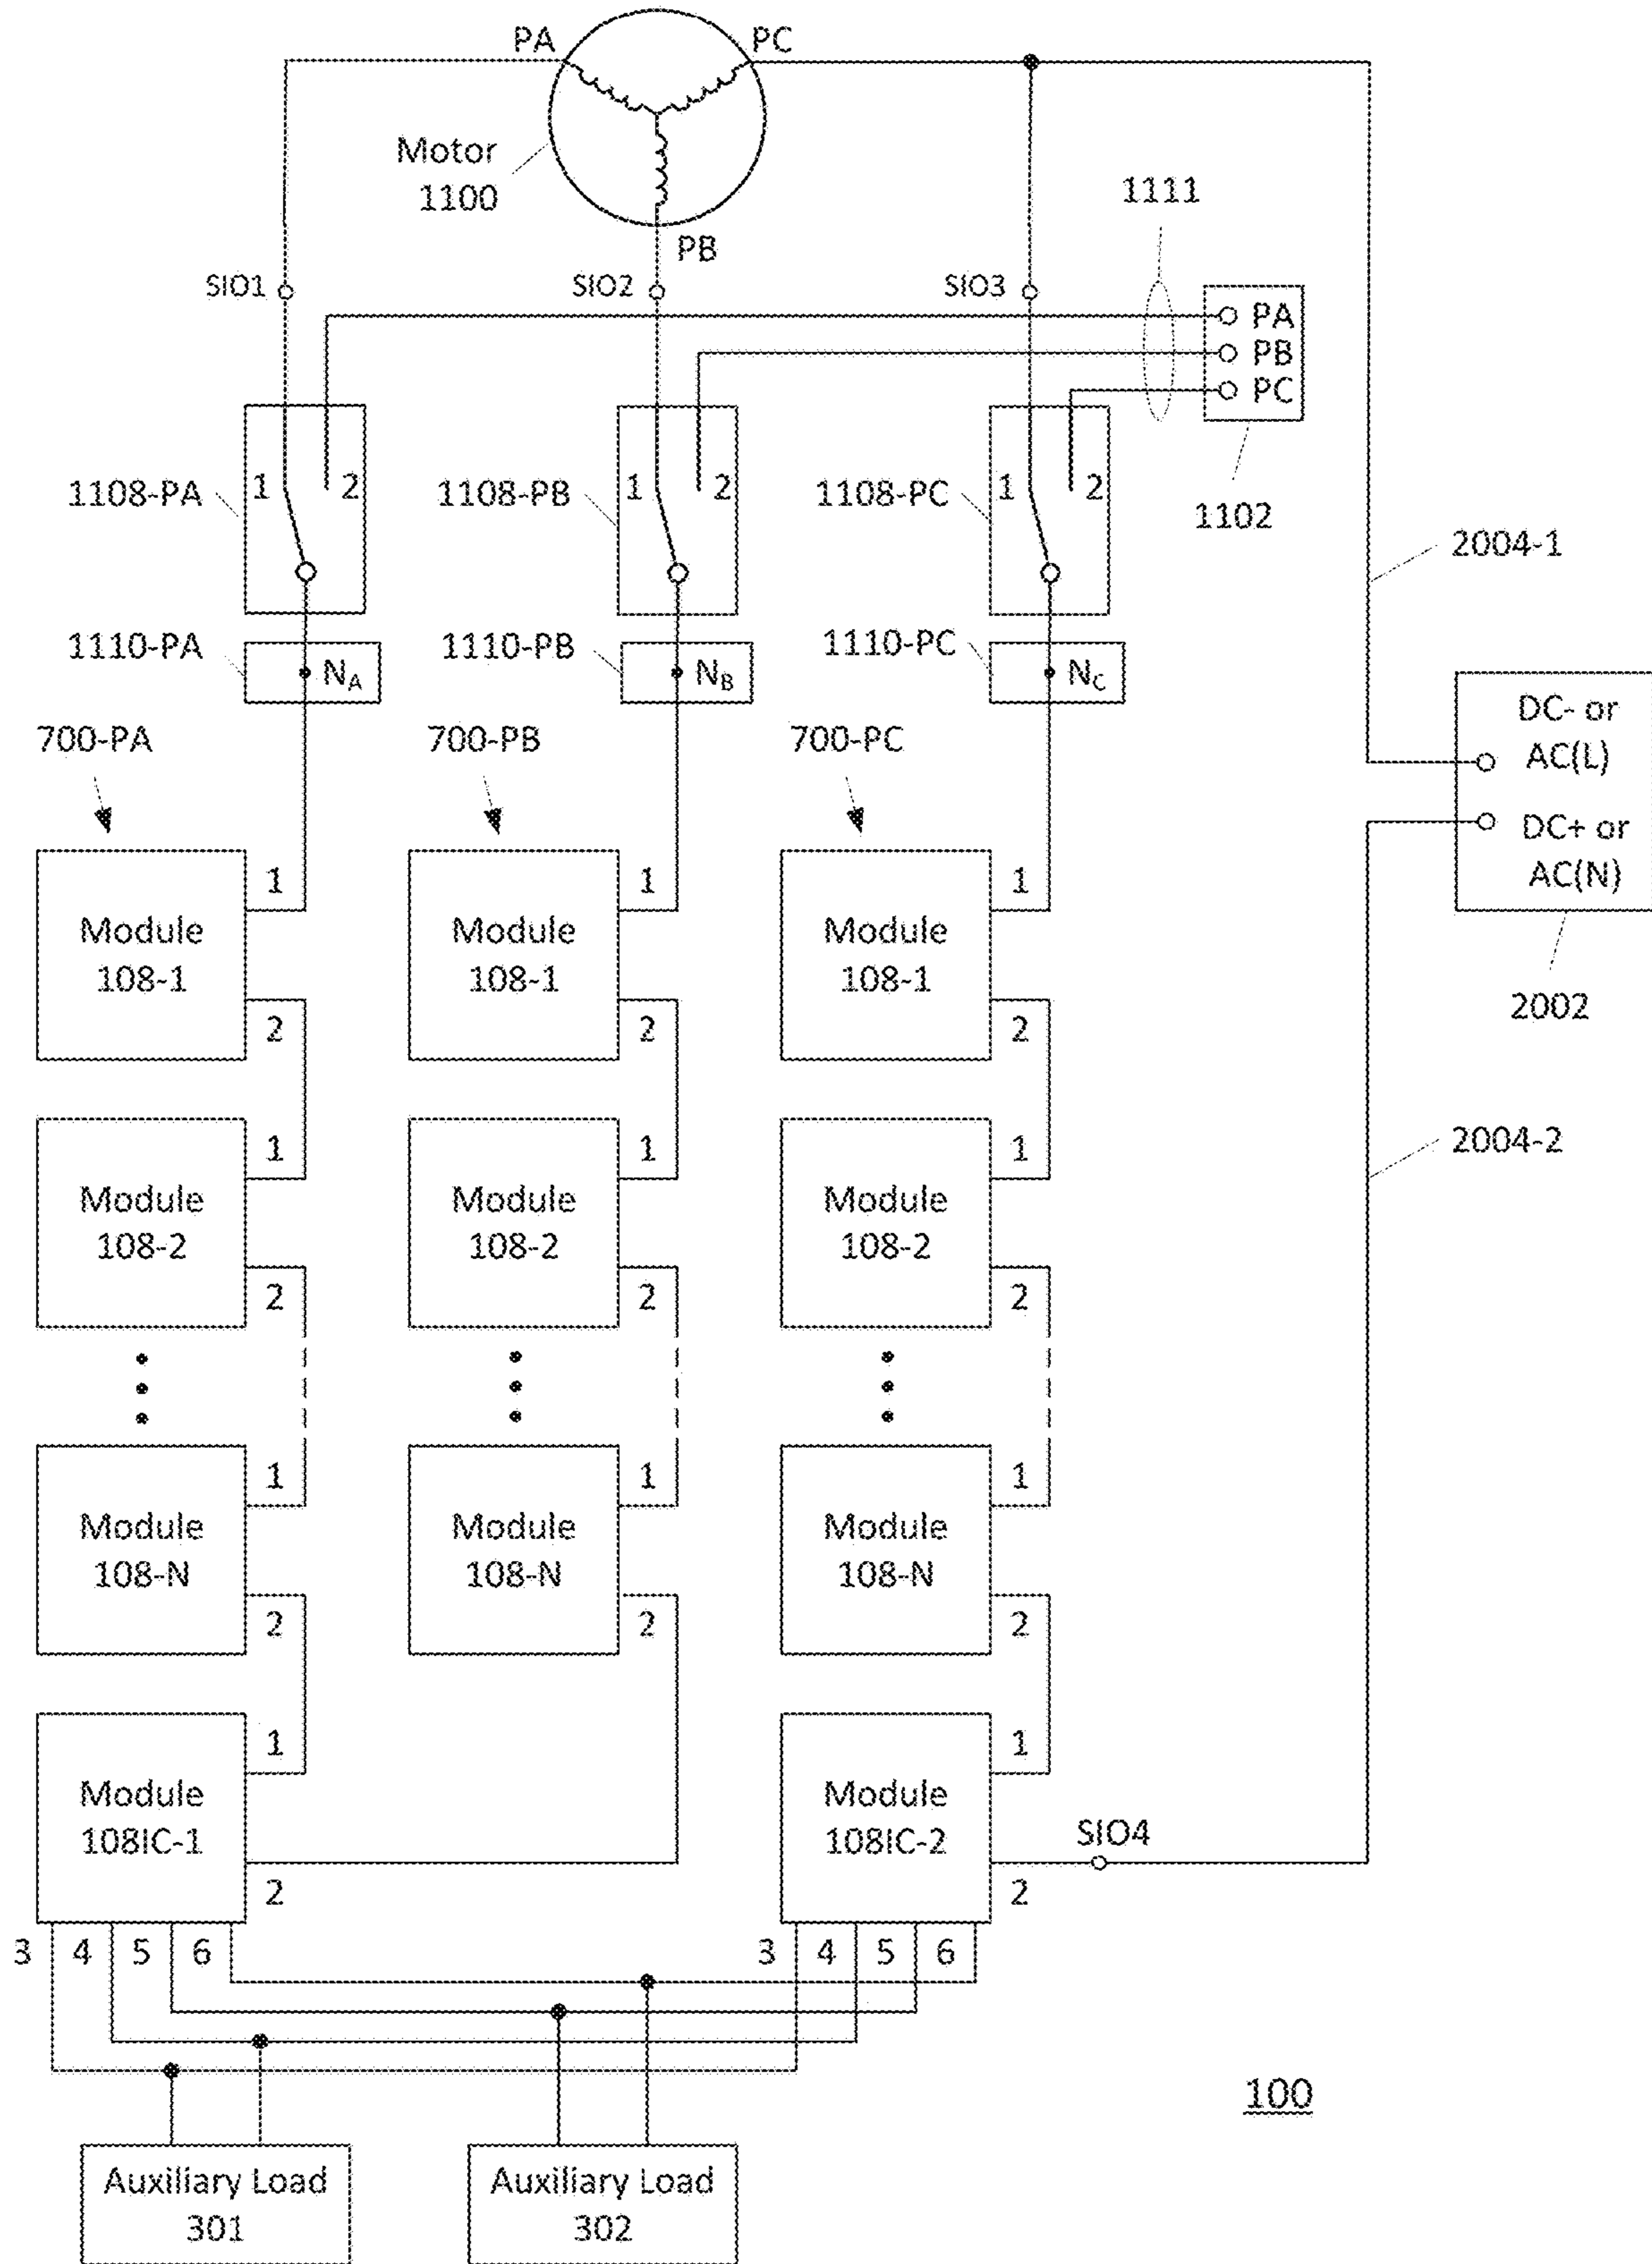 PA
PC
Motor
1100
PB
1111
SIO1
SIO2
SIO3
PA
PB
PC
1102
1108-PA
1
2
1108-PB
1
2
1108-PC
1
2
2004-1
1110-PA
NA
1110-PB
NB
1110-PC
NC
DC- or
AC(L)
DC+ or
AC(N)
2002
700-PA
700-PB
700-PC
Module
108-1
1
2
Module
108-1
1
2
Module
108-1
1
2
2004-2
Module
108-2
1
2
Module
108-2
1
2
Module
108-2
1
2
Module
108-N
1
2
Module
108-N
1
2
Module
108-N
1
2
Module
108IC-1
1
2
Module
108IC-2
1
2
SIO4
3 4 5 6
3 4 5 6
100
Auxiliary Load
301
Auxiliary Load
302